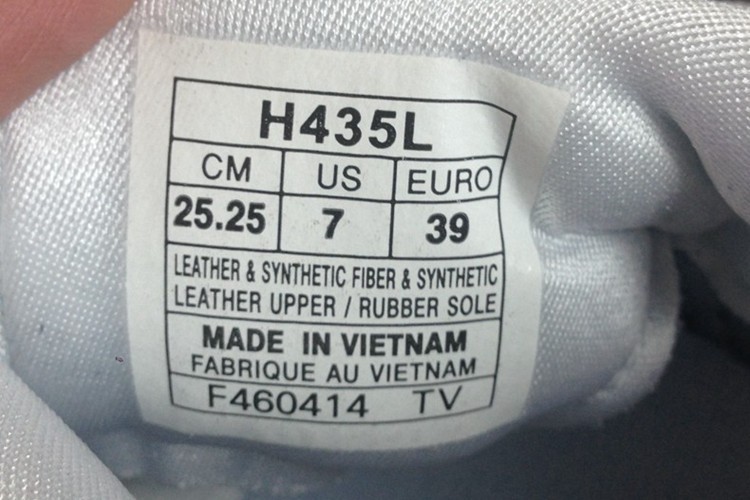 H435L
CM US EURO
25.25 7 39
LEATHER & SYNTHETIC FIBER & SYNTHETIC
LEATHER UPPER / RUBBER SOLE
MADE IN VIETNAM
FABRIQUE AU VIETNAM
F460414 TV